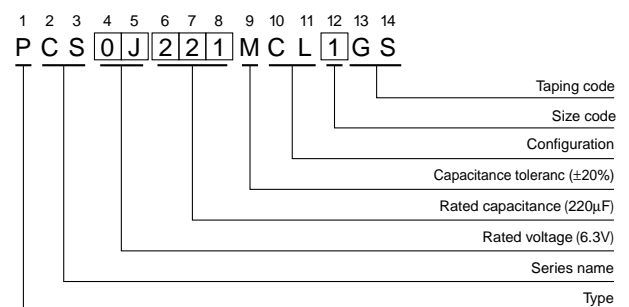 1 2 3 4 5 6 7 8 9 10 11 12 13 14
P C S 0 J 2 2 1 M C L 1 G S
Taping code
Size code
Configuration
Capacitance toleranc (±20%)
Rated capacitance (220μF)
Rated voltage (6.3V)
Series name
Type